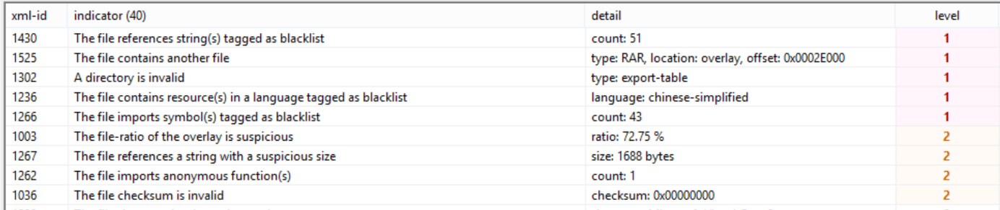 xml-id indicator (40) detail level
1430 The file references string(s) tagged as blacklist count: 51 1
1525 The file contains another file type: RAR, location: overlay, offset: 0x0002E000 1
1302 A directory is invalid type: export-table 1
1236 The file contains resource(s) in a language tagged as blacklist language: chinese-simplified 1
1266 The file imports symbol(s) tagged as blacklist count: 43 1
1003 The file-ratio of the overlay is suspicious ratio: 72.75 % 2
1267 The file references a string with a suspicious size size: 1688 bytes 2
1262 The file imports anonymous function(s) count: 1 2
1036 The file checksum is invalid checksum: 0x00000000 2